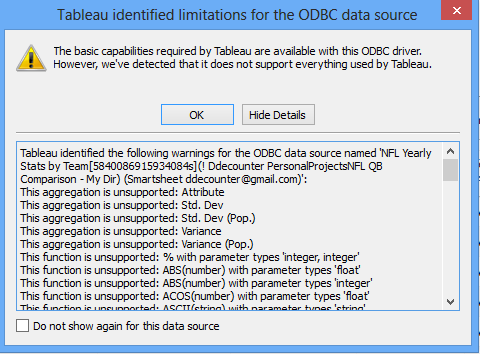 Tableau identified limitations for the ODBC data source
The basic capabilities required by Tableau are available with this ODBC driver.
However, we've detected that it does not support everything used by Tableau.
OK
Hide Details
Tableau identified the following warnings for the ODBC data source named 'NFL Yearly
Stats by Team[5840086915934084s](! Ddecounter PersonalProjectsNFL QB
Comparison - My Dir) (Smartsheet ddecounter@gmail.com)':
This aggregation is unsupported: Attribute
This aggregation is unsupported: Std. Dev
This aggregation is unsupported: Std. Dev (Pop.)
This aggregation is unsupported: Variance
This aggregation is unsupported: Variance (Pop.)
This function is unsupported: % with parameter types 'integer, integer'
This function is unsupported: ABS(number) with parameter types 'float'
This function is unsupported: ABS(number) with parameter types 'integer'
This function is unsupported: ACOS(number) with parameter types 'float'
This function is unsupported: ASCII(string) with parameter types 'string'
Do not show again for this data source